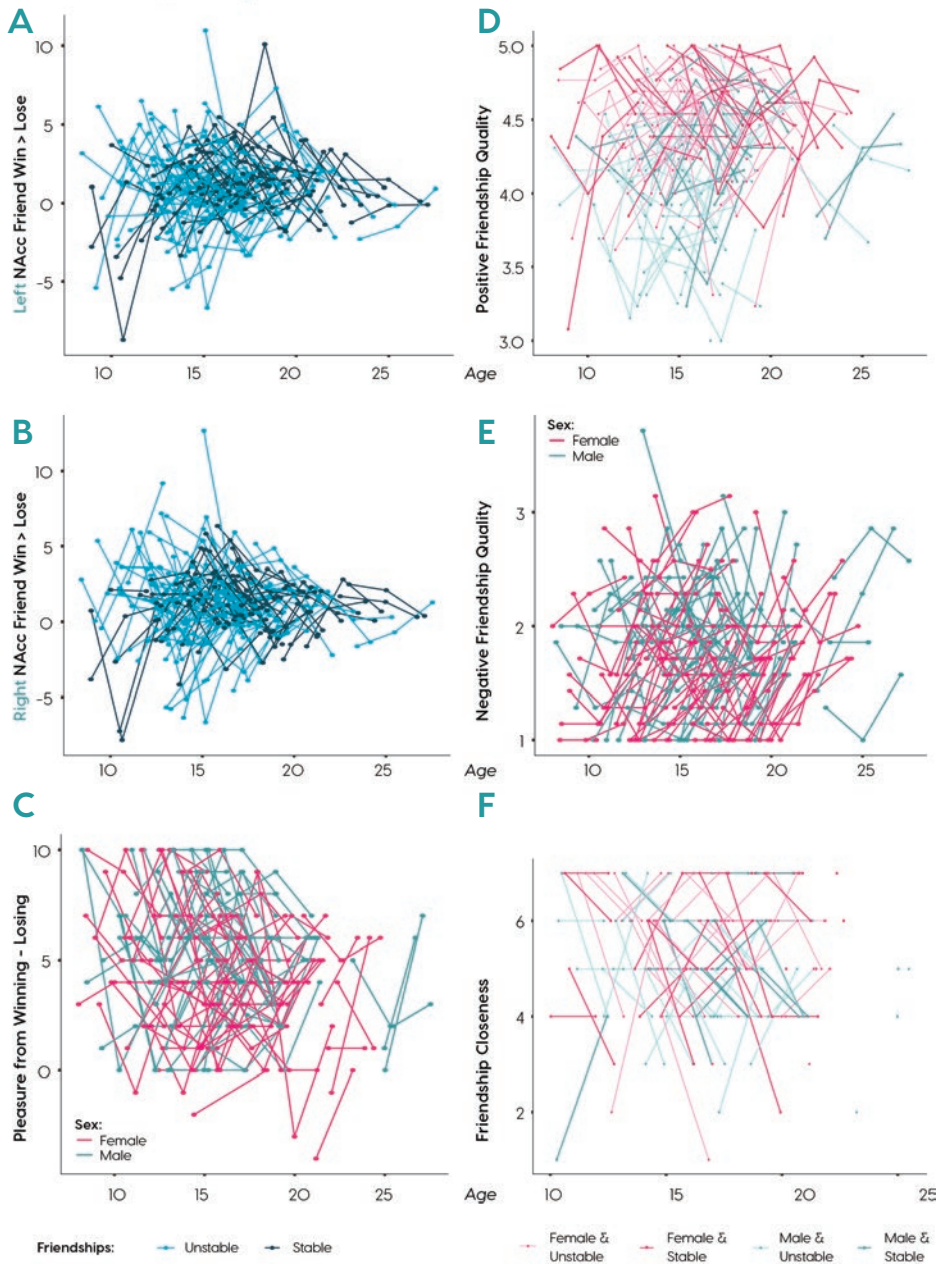 A
Left NAcc Friend Win > Lose
10
5
0
-5
10
15
20
25
Age
D
Positive Friendship Quality
5.0
4.5
4.0
3.5
3.0
10
15
20
25
B
Right NAcc Friend Win > Lose
10
5
0
-5
10
15
20
25
Age
E
Negative Friendship Quality
Sex:
Female
Male
3
2
1
10
15
20
25
C
Pleasure from Winning - Losing
10
5
0
Sex:
Female
Male
10
15
20
25
Age
F
Friendship Closeness
6
4
2
10
15
20
25
Friendships:
Unstable
Stable
Female &
Unstable
Female &
Stable
Male &
Unstable
Male &
Stable